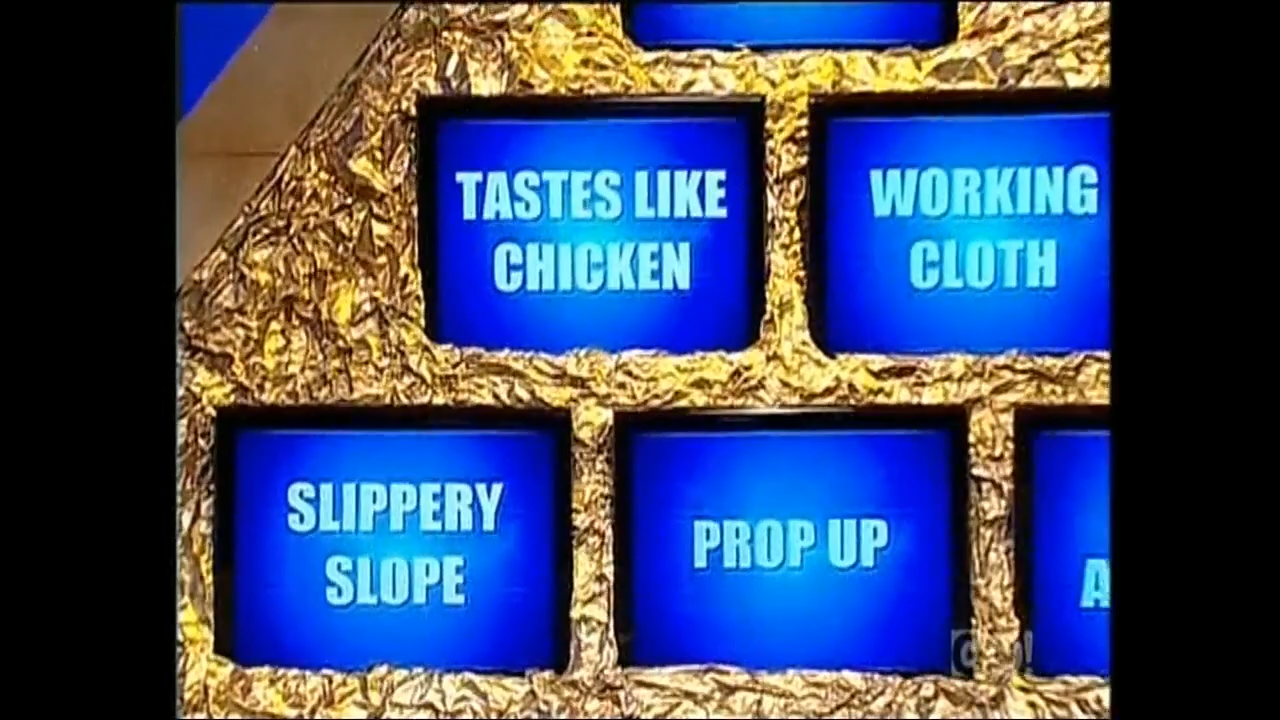 TASTES LIKE
CHICKEN
WORKING
CLOTH
SLIPPERY
SLOPE
PROP UP
A